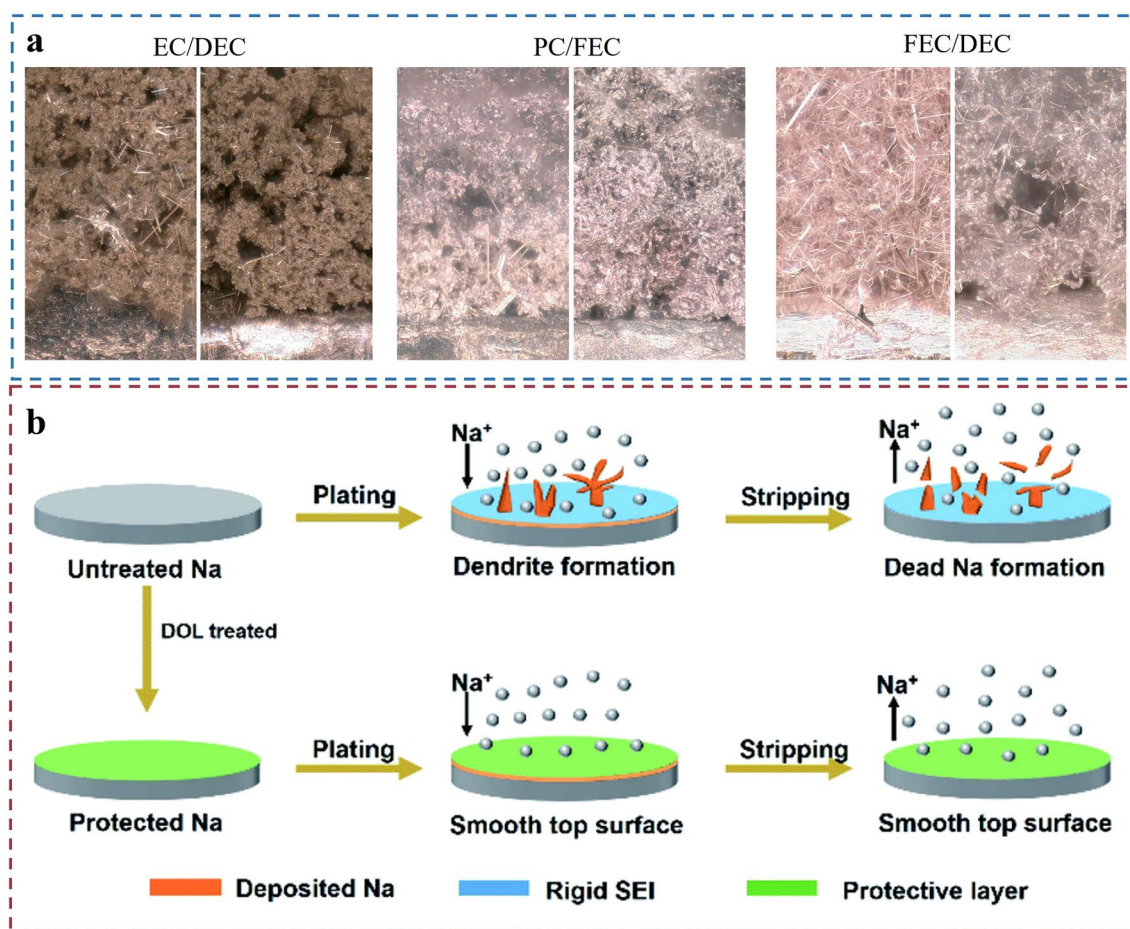 a
EC/DEC
PC/FEC
FEC/DEC
b
Na⁺
Na⁺
Plating
Stripping
Untreated Na
Dendrite formation
Dead Na formation
DOL treated
Na⁺
Na⁺
Plating
Stripping
Protected Na
Smooth top surface
Smooth top surface
Deposited Na
Rigid SEI
Protective layer